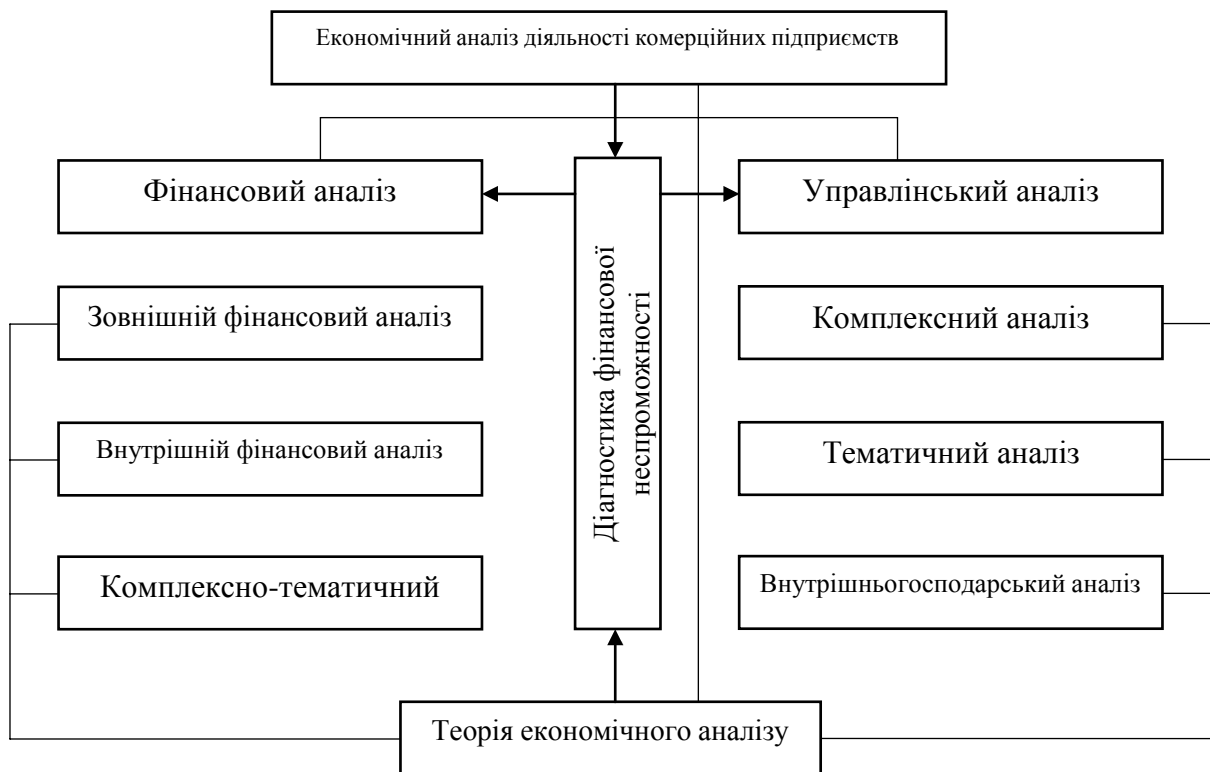 Економічний аналіз діяльності комерційних підприємств
Фінансовий аналіз
Управлінський аналіз
Діагностика фінансової
неспроможності
Зовнішній фінансовий аналіз
Комплексний аналіз
Внутрішній фінансовий аналіз
Тематичний аналіз
Комплексно-тематичний
Внутрішньогосподарський аналіз
Теорія економічного аналізу